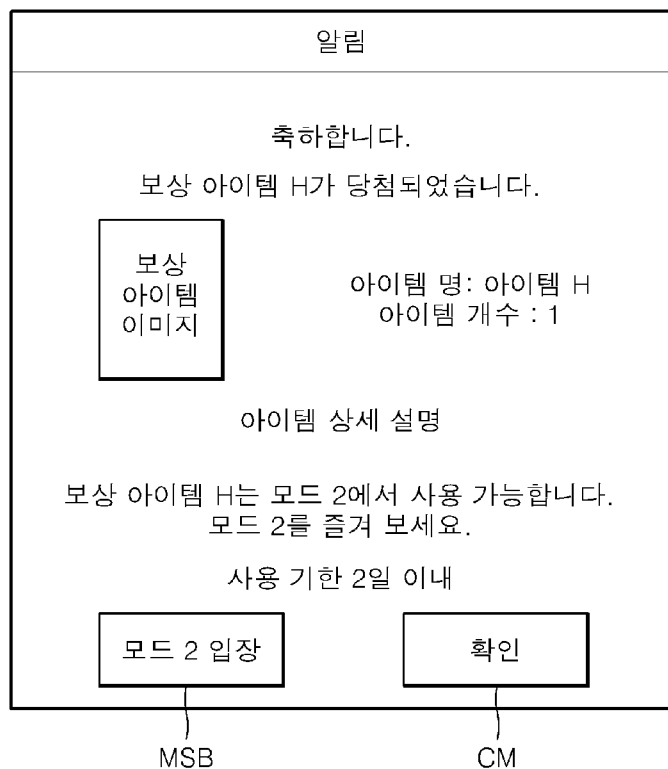 알림
축하합니다.
보상 아이템 H가 당첨되었습니다.
보상
아이템
이미지
아이템 명: 아이템 H
아이템 개수 : 1
아이템 상세 설명
보상 아이템 H는 모드 2에서 사용 가능합니다.
모드 2를 즐겨 보세요.
사용 기한 2일 이내
모드 2 입장
확인
MSB
CM